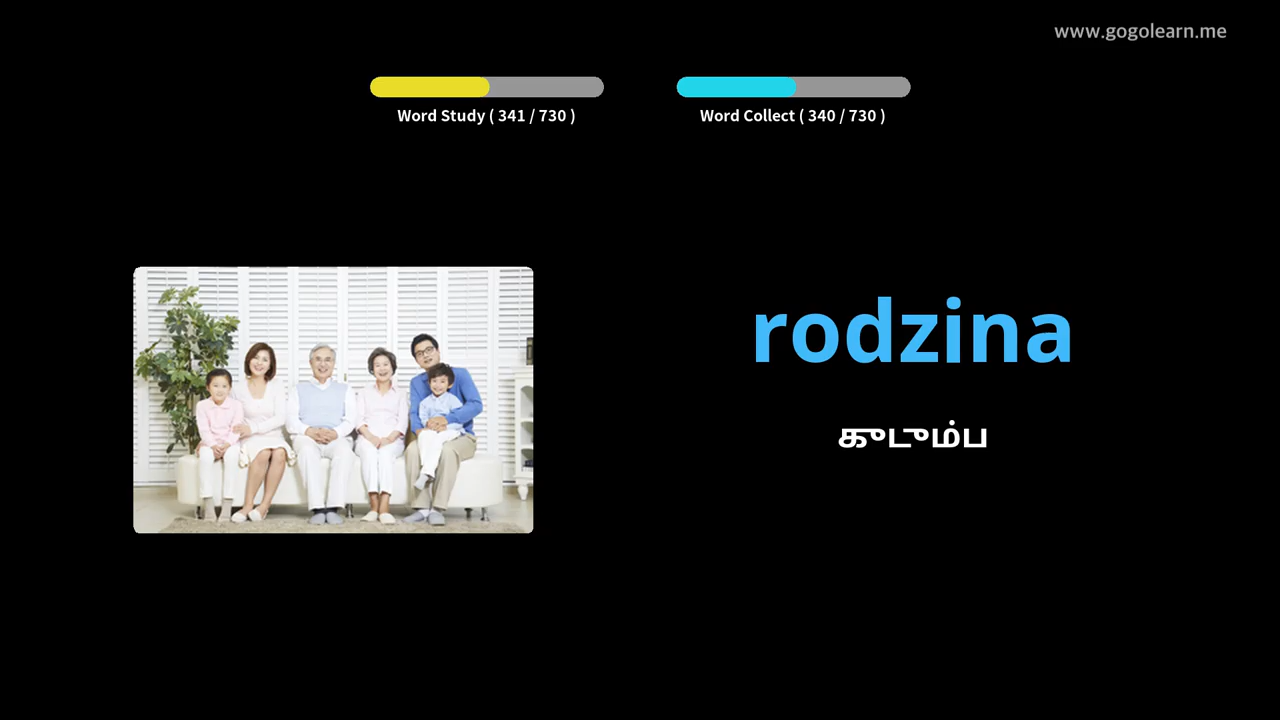 www.gogolearn.me
Word Study ( 341 / 730 )
Word Collect ( 340 / 730 )
rodzina
குடும்ப